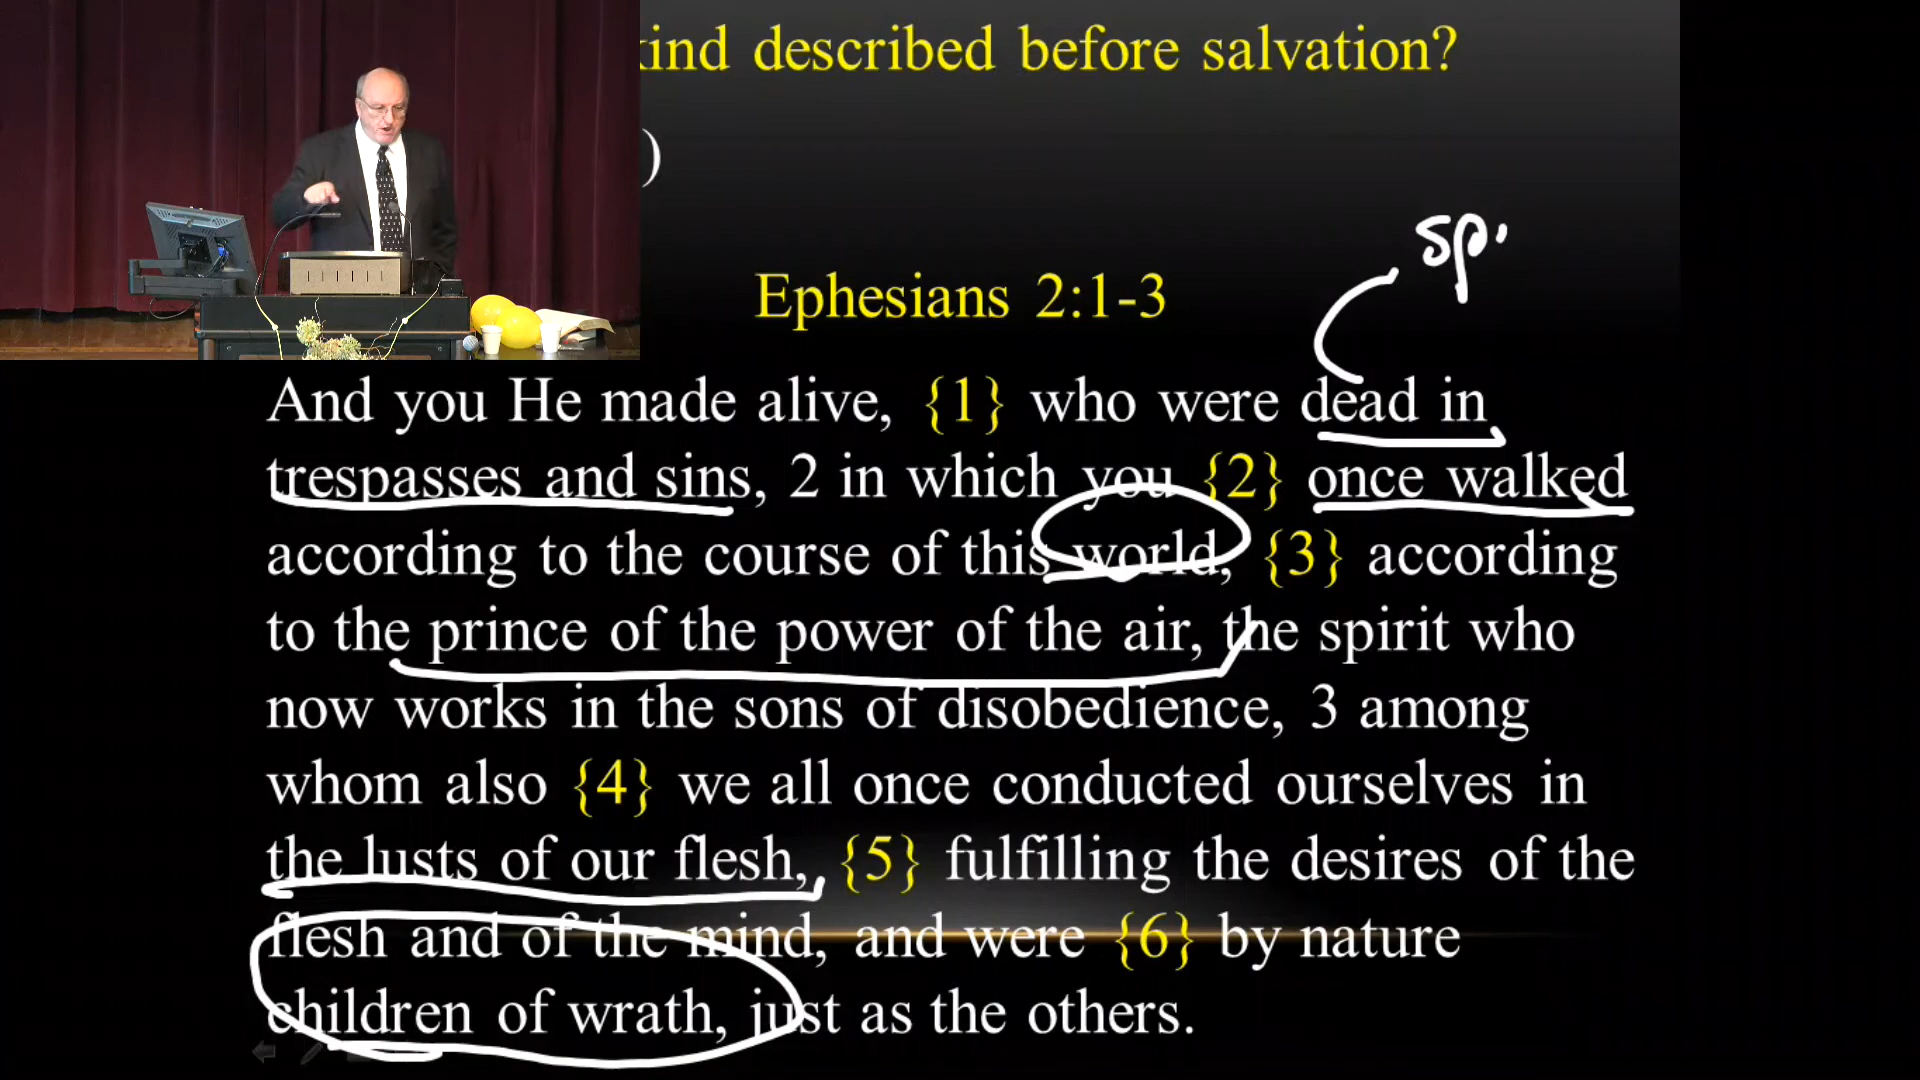 kind described before salvation?
)
sp.
Ephesians 2:1-3
And you He made alive, {1} who were dead in
trespasses and sins, 2 in which you {2} once walked
according to the course of this world, {3} according
to the prince of the power of the air, the spirit who
now works in the sons of disobedience, 3 among
whom also {4} we all once conducted ourselves in
the lusts of our flesh, {5} fulfilling the desires of the
flesh and of the mind, and were {6} by nature
children of wrath, just as the others.